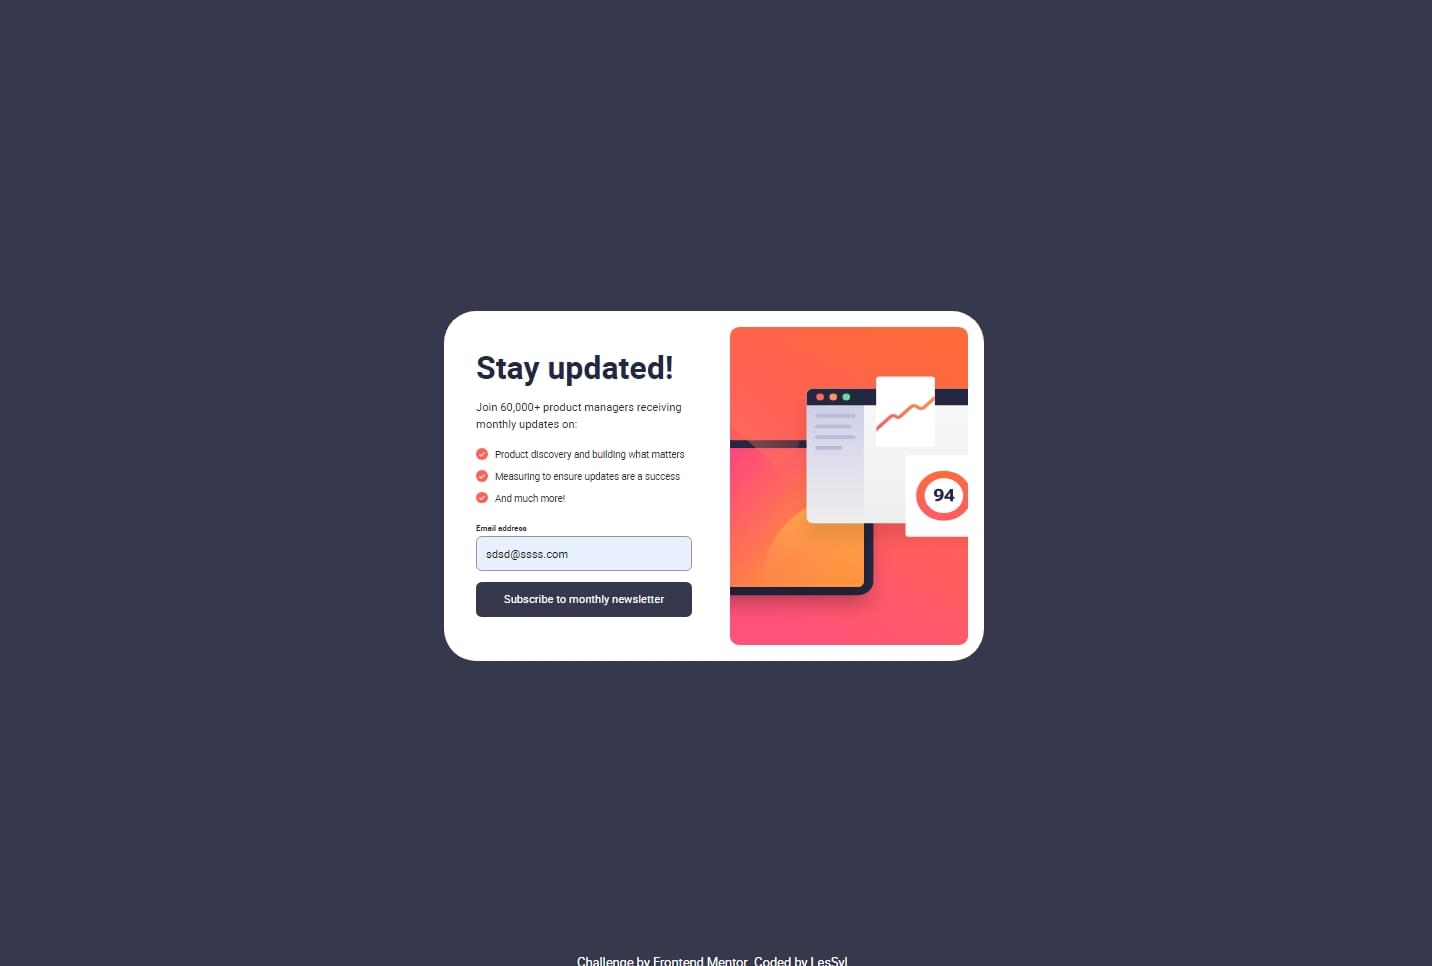 Stay updated!
Join 60,000+ product managers receiving
monthly updates on:
Product discovery and building what matters
Measuring to ensure updates are a success
And much more!
Email address
sdsd@ssss.com
Subscribe to monthly newsletter
94
Challenge by Frontend Mentor. Coded by LesSyl